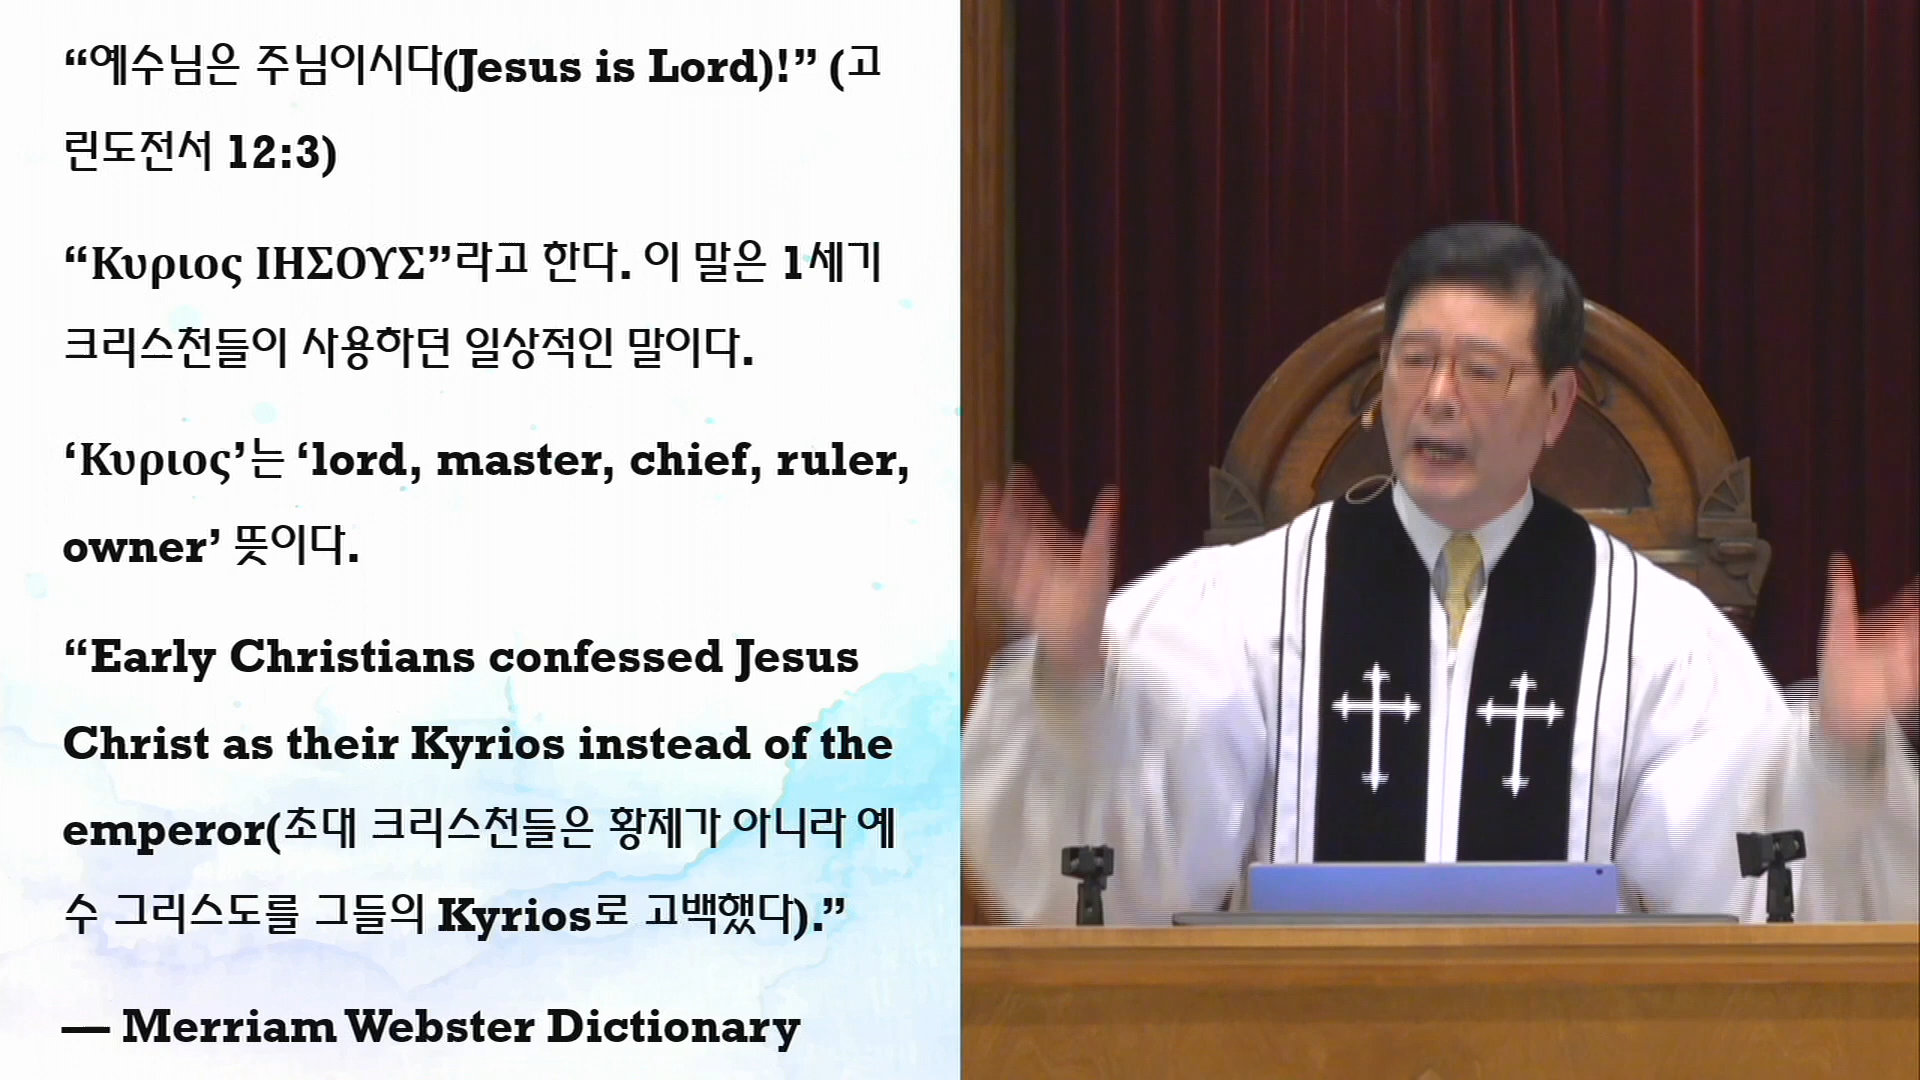 “예수님은 주님이시다(Jesus is Lord)!” (고
린도전서 12:3)
“Κυριος ΙΗΣΟΥΣ”라고 한다. 이 말은 1세기
크리스천들이 사용하던 일상적인 말이다.
‘Κυριος’는 ‘lord, master, chief, ruler,
owner’ 뜻이다.
“Early Christians confessed Jesus
Christ as their Kyrios instead of the
emperor(초대 크리스천들은 황제가 아니라 예
수 그리스도를 그들의 Kyrios로 고백했다).”
— Merriam Webster Dictionary